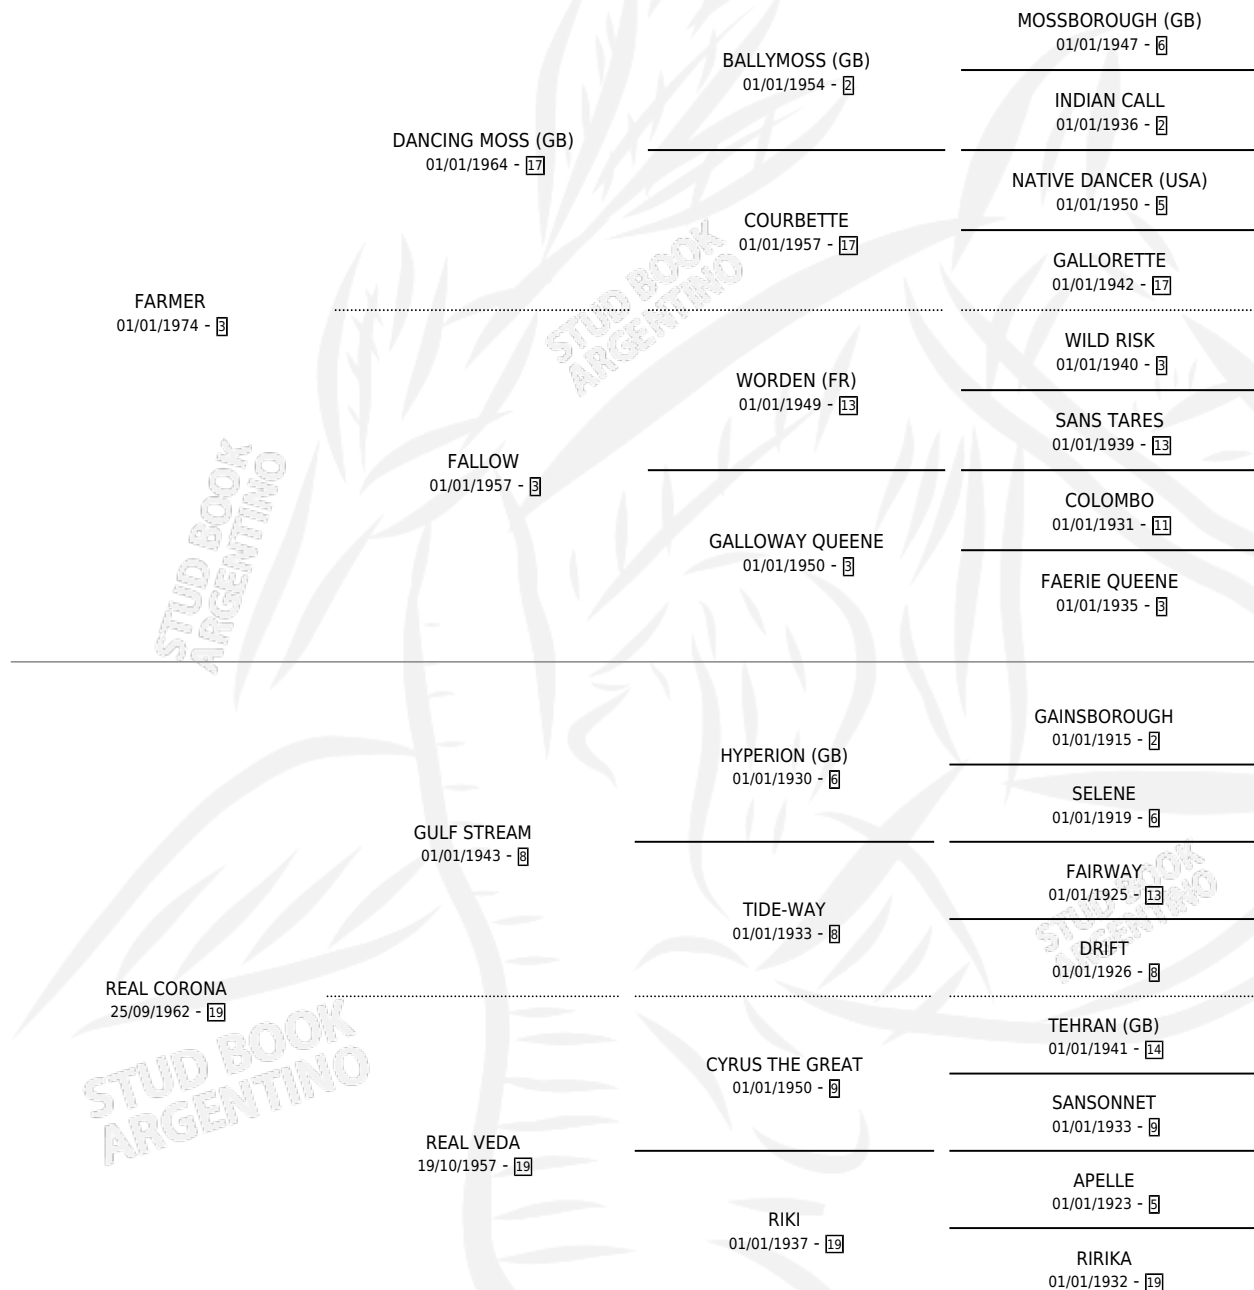 MOSSBOROUGH (GB)
01/01/1947 - 6
BALLYMOSS (GB)
01/01/1954 - 2
INDIAN CALL
01/01/1936 - 2
DANCING MOSS (GB)
01/01/1964 - 17
NATIVE DANCER (USA)
01/01/1950 - 5
COURBETTE
01/01/1957 - 17
GALLORETTE
01/01/1942 - 17
FARMER
01/01/1974 - 3
WILD RISK
01/01/1940 - 3
WORDEN (FR)
01/01/1949 - 13
SANS TARES
01/01/1939 - 13
FALLOW
01/01/1957 - 3
COLOMBO
01/01/1931 - 11
GALLOWAY QUEENE
01/01/1950 - 3
FAERIE QUEENE
01/01/1935 - 3
GAINSBOROUGH
01/01/1915 - 2
HYPERION (GB)
01/01/1930 - 6
SELENE
01/01/1919 - 6
GULF STREAM
01/01/1943 - 8
FAIRWAY
01/01/1925 - 13
TIDE-WAY
01/01/1933 - 8
DRIFT
01/01/1926 - 8
REAL CORONA
25/09/1962 - 19
TEHRAN (GB)
01/01/1941 - 14
CYRUS THE GREAT
01/01/1950 - 9
SANSONNET
01/01/1933 - 9
REAL VEDA
19/10/1957 - 19
APELLE
01/01/1923 - 5
RIKI
01/01/1937 - 19
RIRIKA
01/01/1932 - 19
STUD BOOK
ARGENTINO
STUD BOOK
ARGENTINO
STUD BOOK
ARGENTINO
STUD BOOK
ARGENTINO